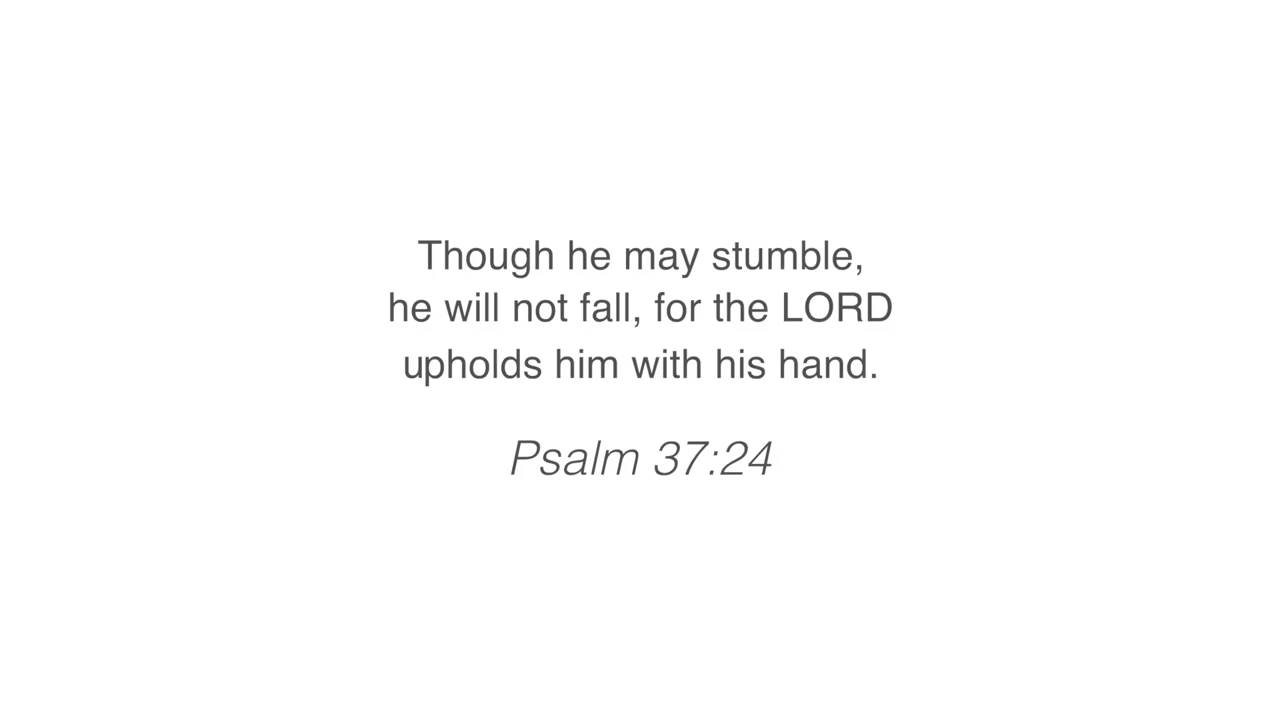 Though he may stumble,
he will not fall, for the LORD
upholds him with his hand.
Psalm 37:24